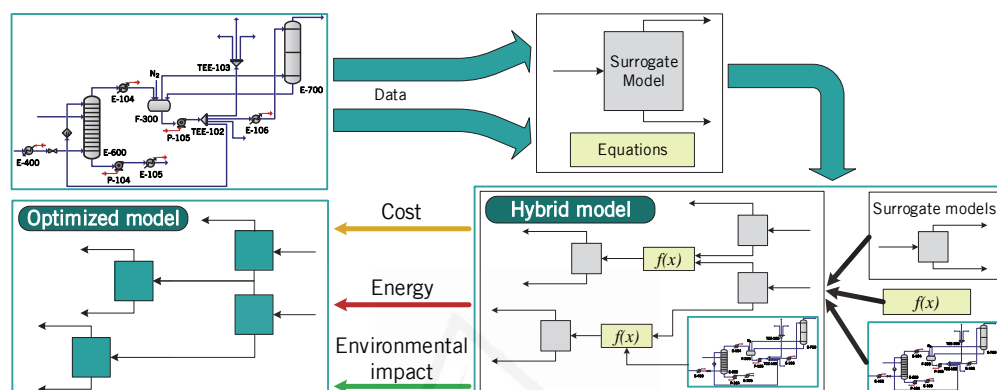 TEE-103
N₂
E-104
E-700
F-300
P-105
TEE-102
E-106
E-400
E-600
P-104
E-105
Data
Surrogate
Model
Equations
Optimized model
Cost
Energy
Environmental
impact
Hybrid model
f(x)
f(x)
Surrogate models
f(x)